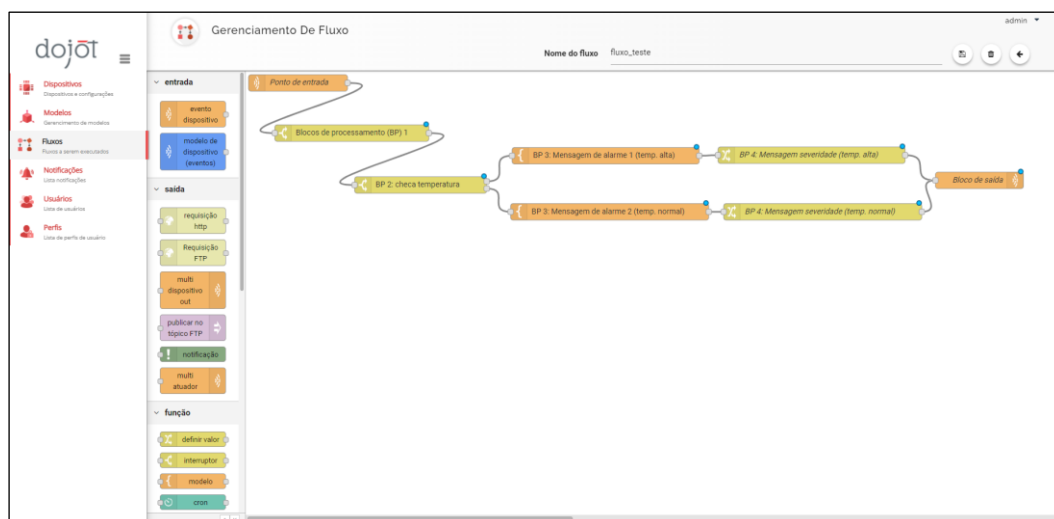 admin
Gerenciamento De Fluxo
dojot
Nome do fluxo fluxo_teste
Dispositivos
Dispositivos e configurações
Modelos
Gerenciamento de modelos
Fluxos
Fluxos a serem executados
Notificações
Lista notificações
Usuários
Lista de usuários
Perfis
Lista de perfis de usuário
entrada
evento
dispositivo
modelo de
dispositivo
(eventos)
saída
requisição
http
Requisição
FTP
multi
dispositivo
out
publicar no
tópico FTP
notificação
multi
atuador
função
definir valor
interruptor
modelo
cron
Ponto de entrada
Blocos de processamento (BP) 1
BP 2: checa temperatura
BP 3: Mensagem de alarme 1 (temp. alta)
BP 4: Mensagem severidade (temp. alta)
Bloco de saída
BP 3: Mensagem de alarme 2 (temp. normal)
BP 4: Mensagem severidade (temp. normal)